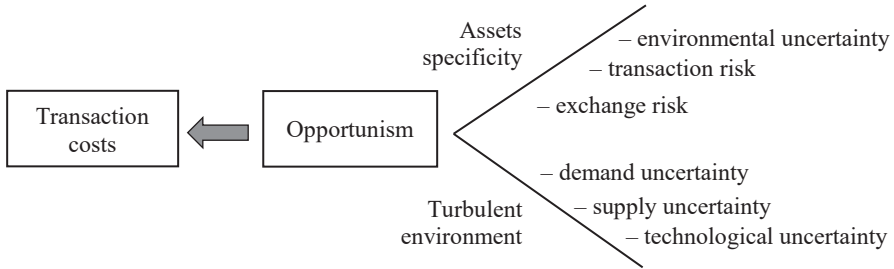 Assets
specificity
– environmental uncertainty
– transaction risk
– exchange risk
Transaction
costs
Opportunism
– demand uncertainty
– supply uncertainty
– technological uncertainty
Turbulent
environment